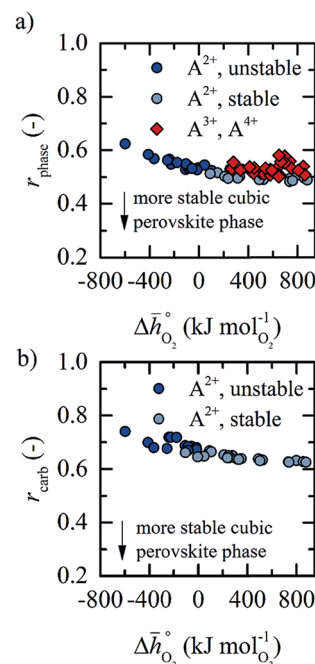 a)
1.0
0.8
0.6
0.4
0.2
r_phase (-)
A²⁺, unstable
A²⁺, stable
A³⁺, A⁴⁺
more stable cubic
perovskite phase
-800 -400 0 400 800
Δh̄°_O₂ (kJ mol⁻¹_O₂)
b)
1.0
0.8
0.6
0.4
0.2
r_carb (-)
A²⁺, unstable
A²⁺, stable
more stable cubic
perovskite phase
-800 -400 0 400 800
Δh̄°_O₂ (kJ mol⁻¹_O₂)